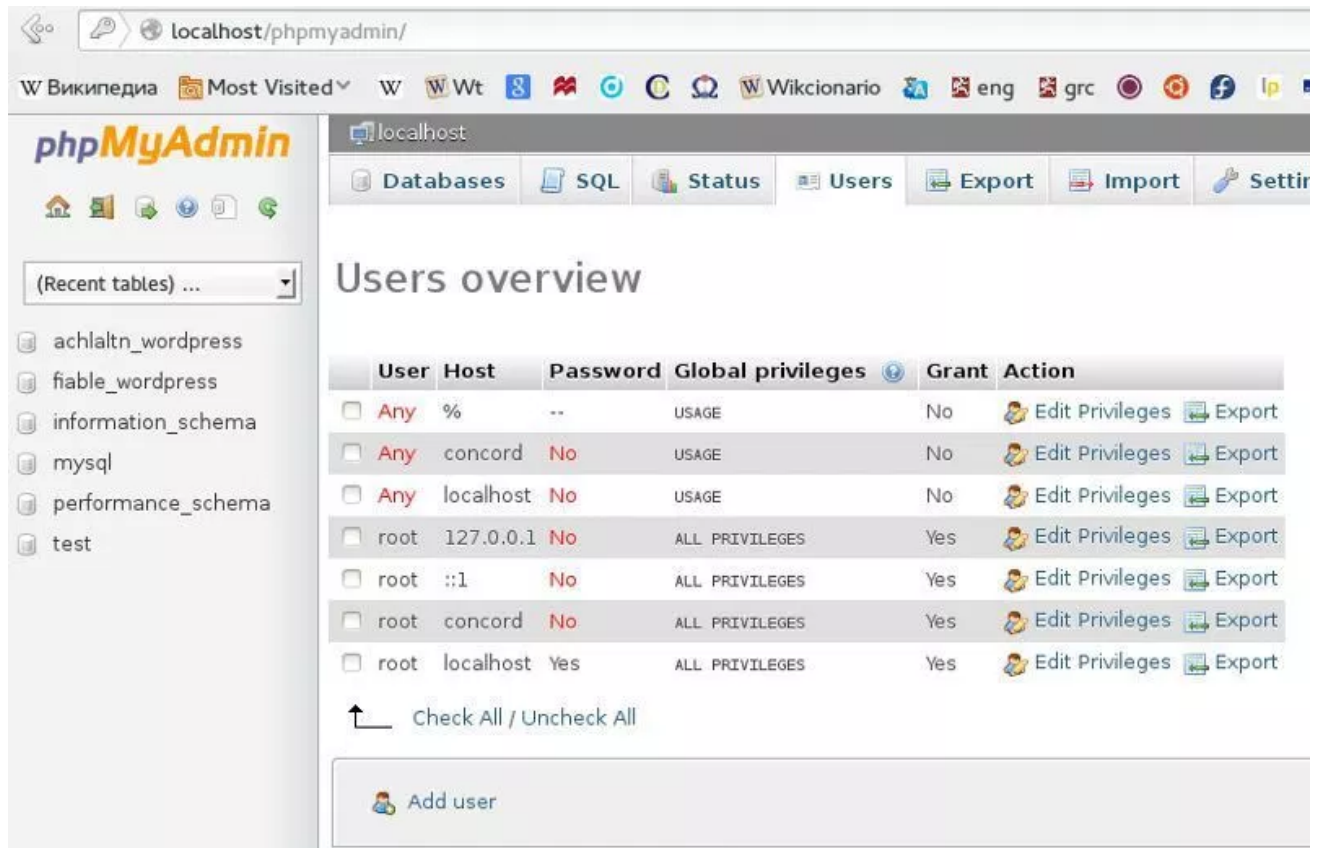 localhost/phpmyadmin/
W Википедия Most Visited W W Wt 8 Ω W Wikcionario eng grc lp
phpMyAdmin
(Recent tables) ...
achlaltn_wordpress
fiable_wordpress
information_schema
mysql
performance_schema
test
localhost
Databases SQL Status Users Export Import Settin
Users overview
User Host Password Global privileges Grant Action
Any % -- USAGE No Edit Privileges Export
Any concord No USAGE No Edit Privileges Export
Any localhost No USAGE No Edit Privileges Export
root 127.0.0.1 No ALL PRIVILEGES Yes Edit Privileges Export
root ::1 No ALL PRIVILEGES Yes Edit Privileges Export
root concord No ALL PRIVILEGES Yes Edit Privileges Export
root localhost Yes ALL PRIVILEGES Yes Edit Privileges Export
Check All / Uncheck All
Add user